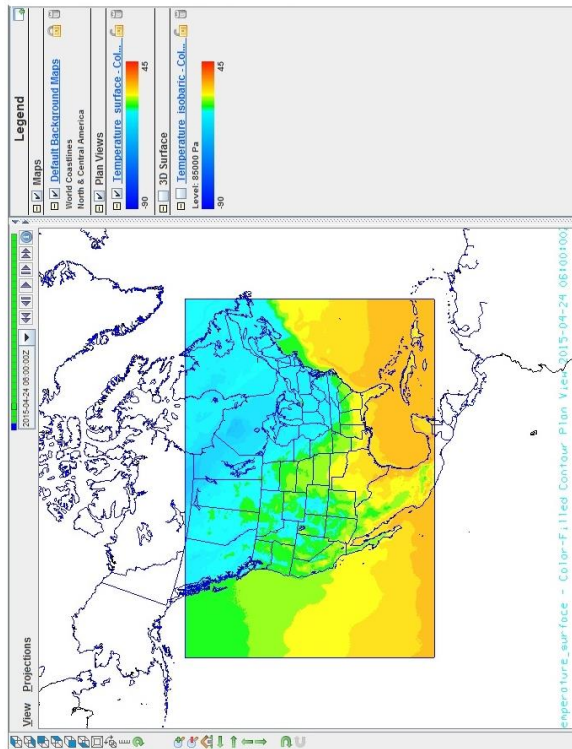 View Projections
2015-04-24 06:00:00Z
emperature_surface - Color-Filled Contour Plan View 2015-04-24 06:00:00Z
Legend
Maps
Default Background Maps
World Coastlines
North & Central America
Plan Views
Temperature_surface - Col...
-90 45
3D Surface
Temperature_isobaric - Col...
Level: 85000 Pa
-90 45